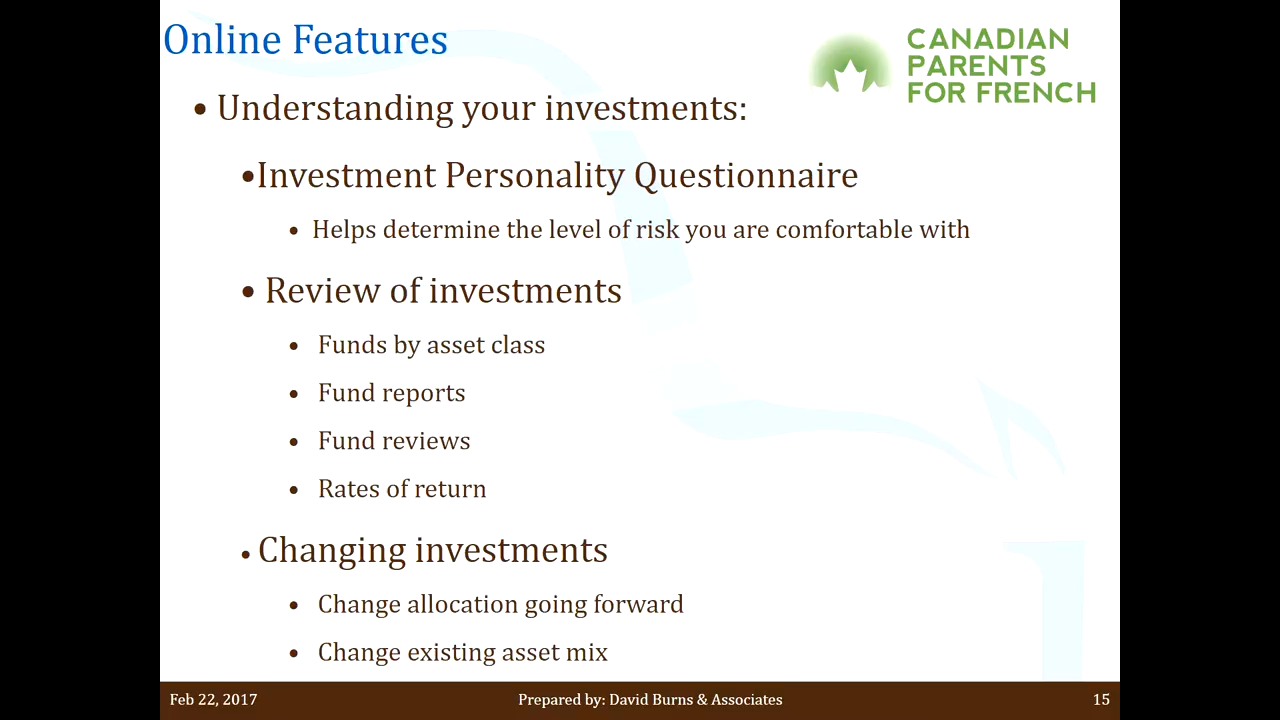 Online Features
CANADIAN
PARENTS
FOR FRENCH
• Understanding your investments:
•Investment Personality Questionnaire
• Helps determine the level of risk you are comfortable with
• Review of investments
• Funds by asset class
• Fund reports
• Fund reviews
• Rates of return
• Changing investments
• Change allocation going forward
• Change existing asset mix
Feb 22, 2017 Prepared by: David Burns & Associates 15